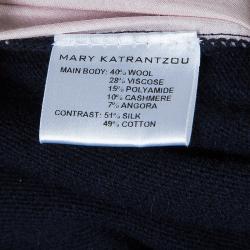 MARY KATRANTZOU
MAIN BODY: 40% WOOL
28% VISCOSE
15% POLYAMIDE
10% CASHMERE
7% ANGORA
CONTRAST: 51% SILK
49% COTTON